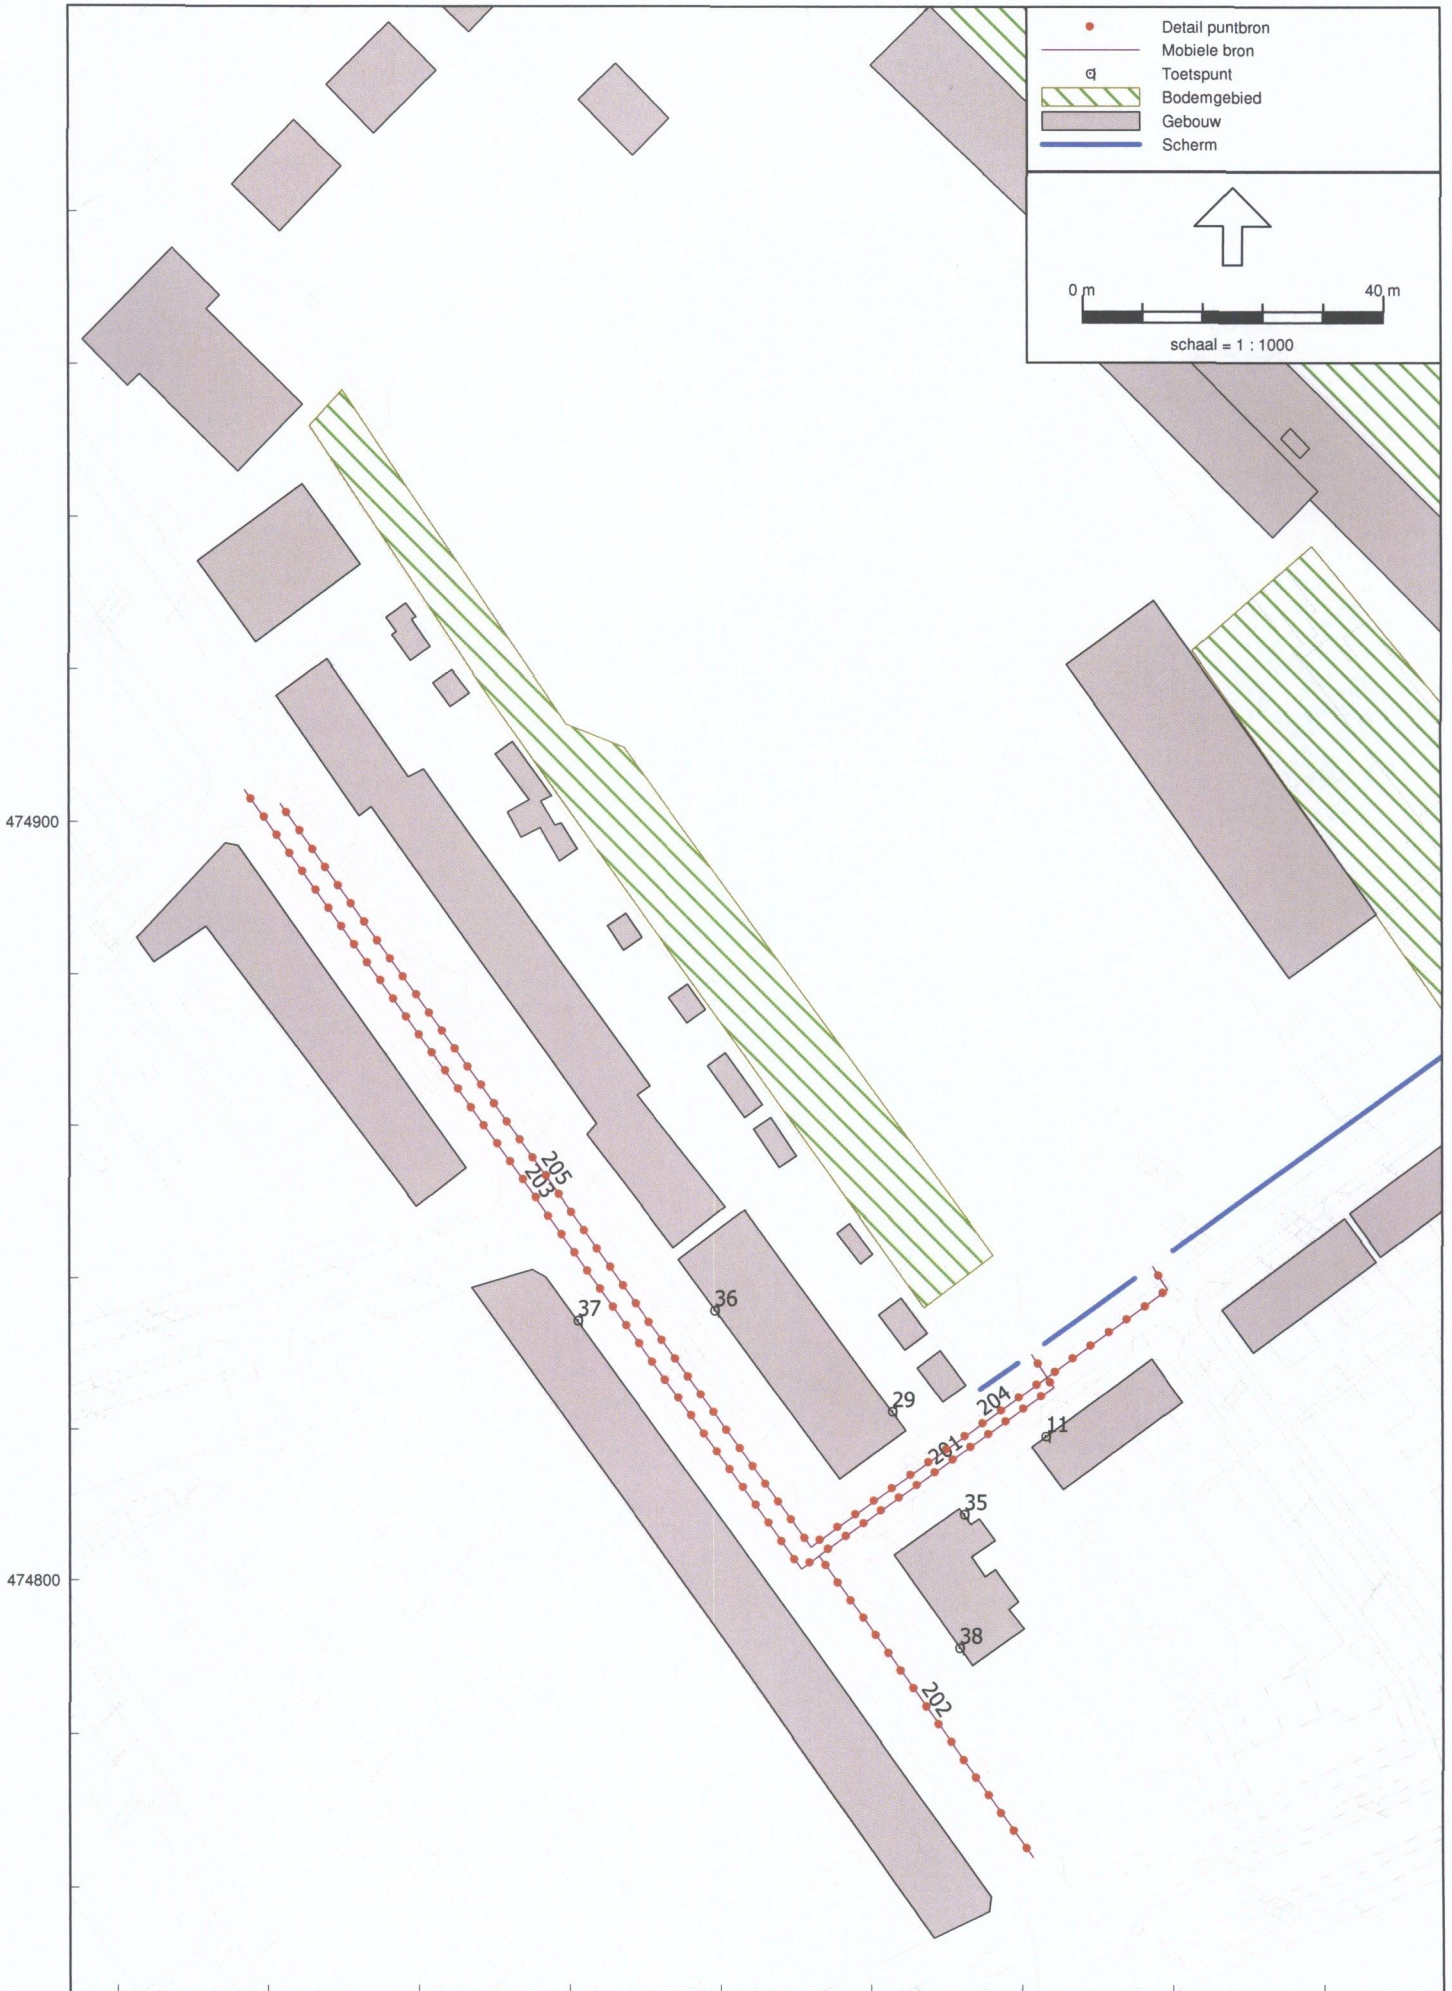 Detail puntbron
Mobiele bron
Toetspunt
Bodemgebied
Gebouw
Scherm
0 m 40 m
schaal = 1 : 1000
474900
205
203
36
37
29
204
11
201
35
474800
38
202